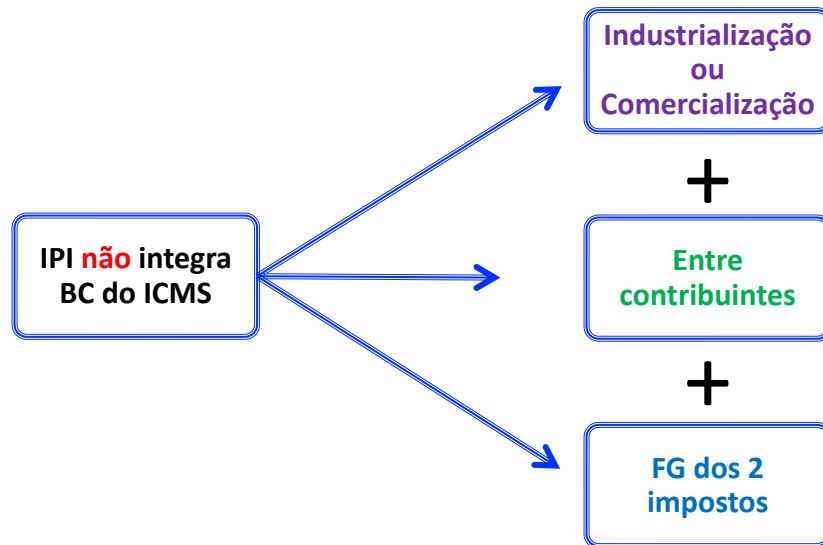 IPI não integra
BC do ICMS
Industrialização
ou
Comercialização
+
Entre
contribuintes
+
FG dos 2
impostos